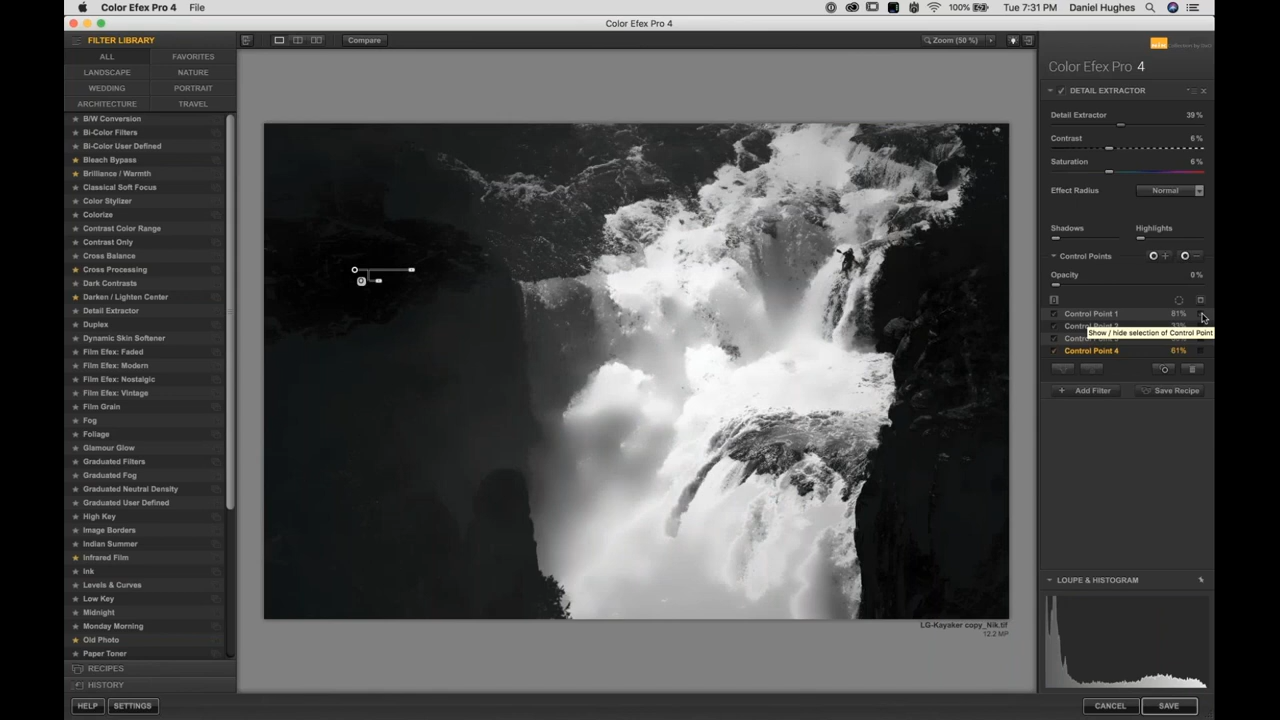 Color Efex Pro 4 File
100% Tue 7:31 PM Daniel Hughes
Color Efex Pro 4
FILTER LIBRARY
ALL FAVORITES
LANDSCAPE NATURE
WEDDING PORTRAIT
ARCHITECTURE TRAVEL
B/W Conversion
Bi-Color Filters
Bi-Color User Defined
Bleach Bypass
Brilliance / Warmth
Classical Soft Focus
Color Stylizer
Colorize
Contrast Color Range
Contrast Only
Cross Balance
Cross Processing
Dark Contrasts
Darken / Lighten Center
Detail Extractor
Duplex
Dynamic Skin Softener
Film Efex: Faded
Film Efex: Modern
Film Efex: Nostalgic
Film Efex: Vintage
Film Grain
Fog
Foliage
Glamour Glow
Graduated Filters
Graduated Fog
Graduated Neutral Density
Graduated User Defined
High Key
Image Borders
Indian Summer
Infrared Film
Ink
Levels & Curves
Low Key
Midnight
Monday Morning
Old Photo
Paper Toner
RECIPES
HISTORY
HELP SETTINGS
Compare
Zoom (50 %)
LG-Kayaker copy_Nik.tif
12.2 MP
Color Efex Pro 4
DETAIL EXTRACTOR
Detail Extractor 39%
Contrast 6%
Saturation 6%
Effect Radius Normal
Shadows Highlights
Control Points
Opacity 0%
Control Point 1 81%
Show / hide selection of Control Point
Control Point 4 61%
Add Filter Save Recipe
LOUPE & HISTOGRAM
CANCEL SAVE